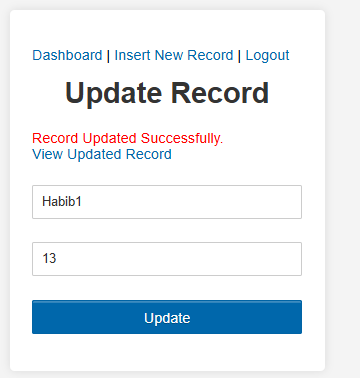 Dashboard | Insert New Record | Logout
Update Record
Record Updated Successfully.
View Updated Record
Habib1
13
Update